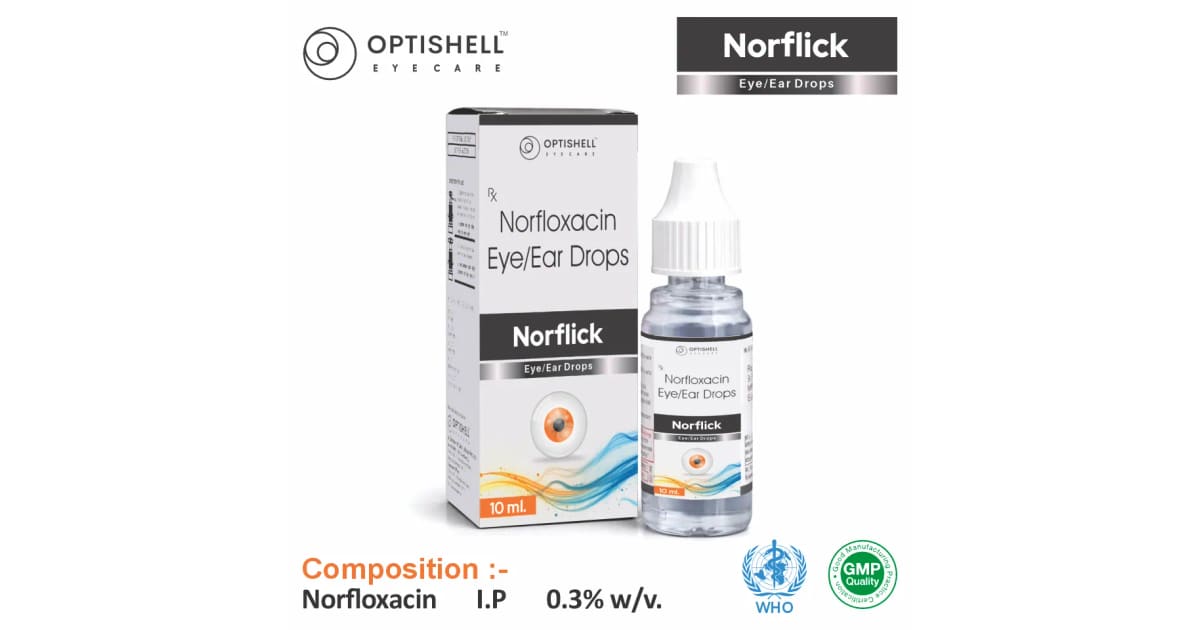 OPTISHELL™
EYECARE
Norflick
Eye/Ear Drops
OPTISHELL™
EYECARE
Rx
Norfloxacin
Eye/Ear Drops
Norflick
Eye/Ear Drops
10 ml.
OPTISHELL
OPTISHELL
EYECARE
Rx
Norfloxacin
Eye/Ear Drops
Norflick
Eye/Ear Drops
10 ml.
Composition :-
Norfloxacin I.P 0.3% w/v.
WHO
Good Manufacturing Practice Certification
GMP
Quality